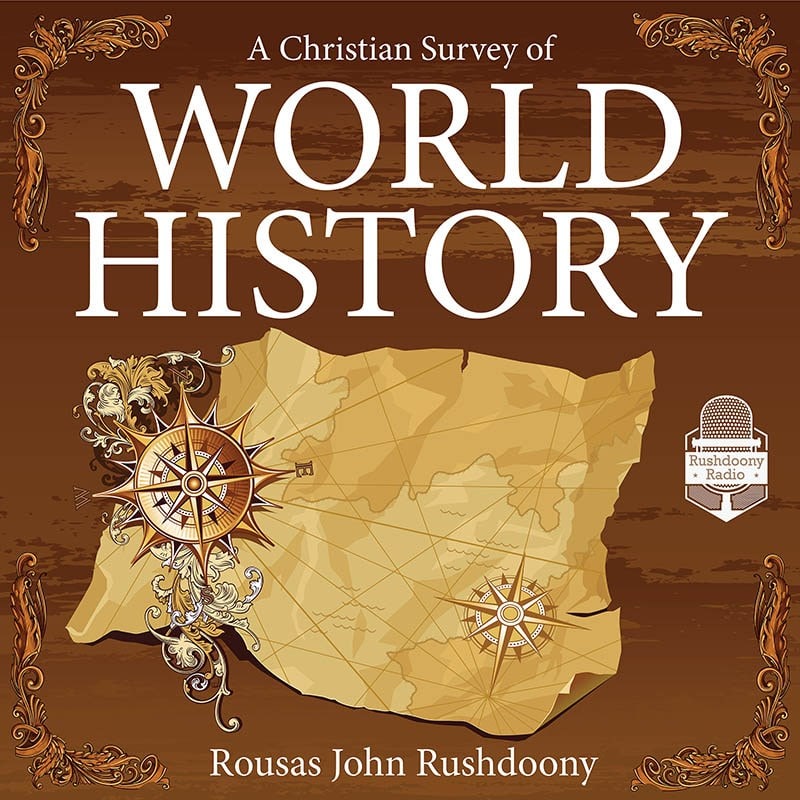 A Christian Survey of
WORLD
HISTORY
W
E
Rushdoony
Radio
Rousas John Rushdoony